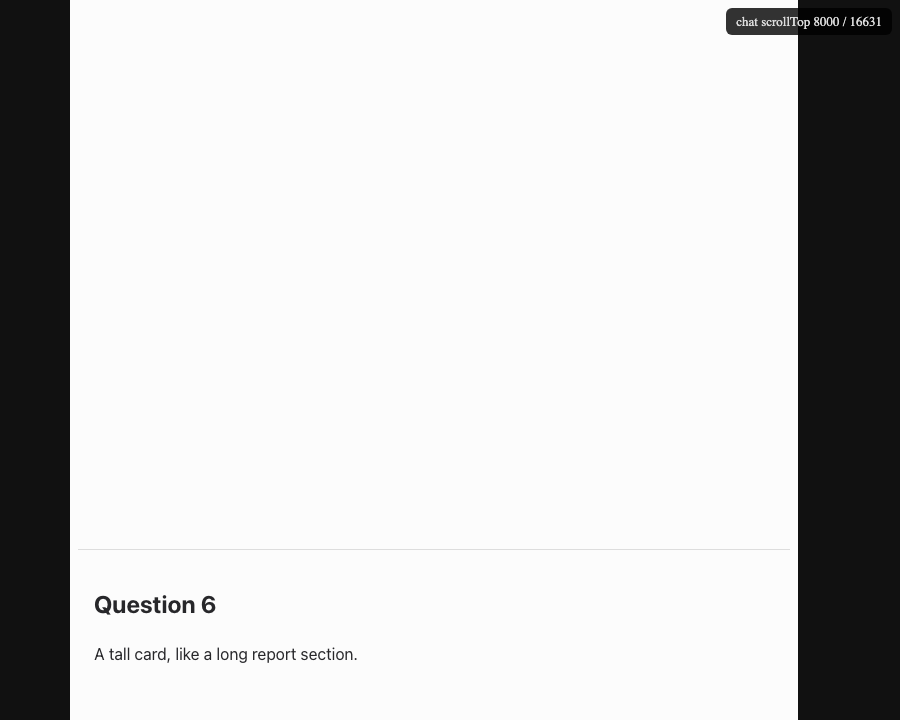 chat scrollTop 8000 / 16631
Question 6
A tall card, like a long report section.